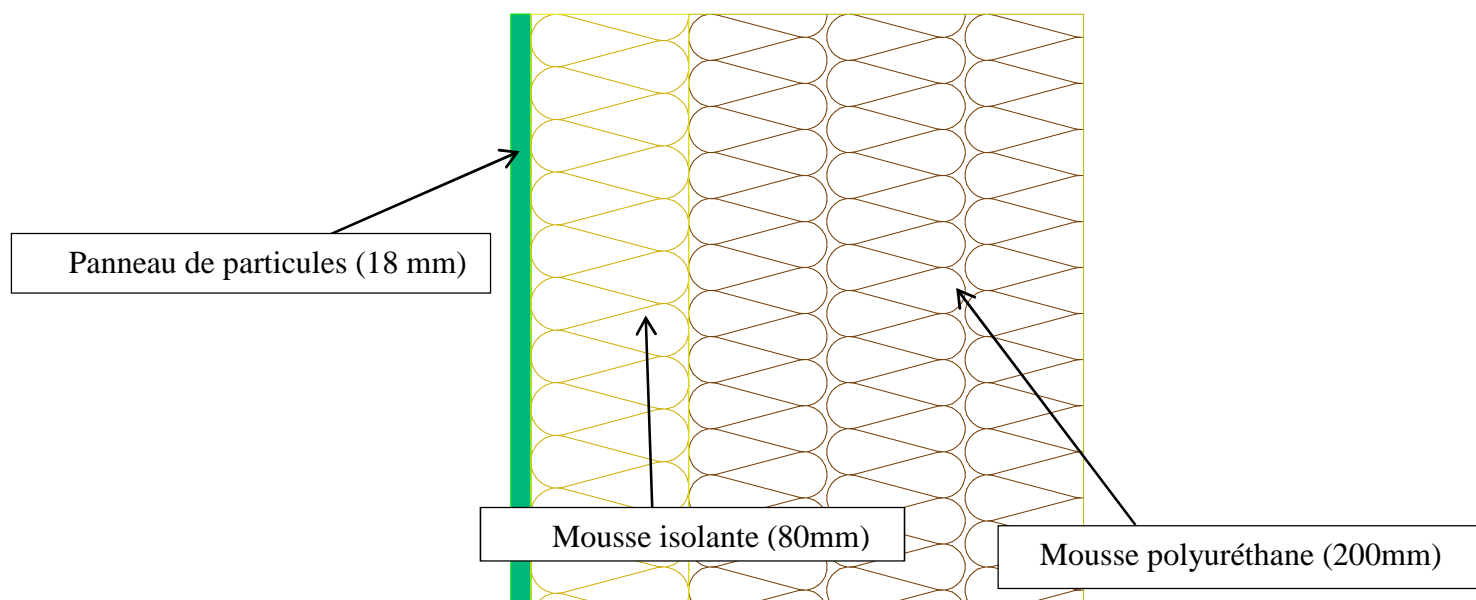 Panneau de particules (18 mm)
Mousse isolante (80mm)
Mousse polyuréthane (200mm)